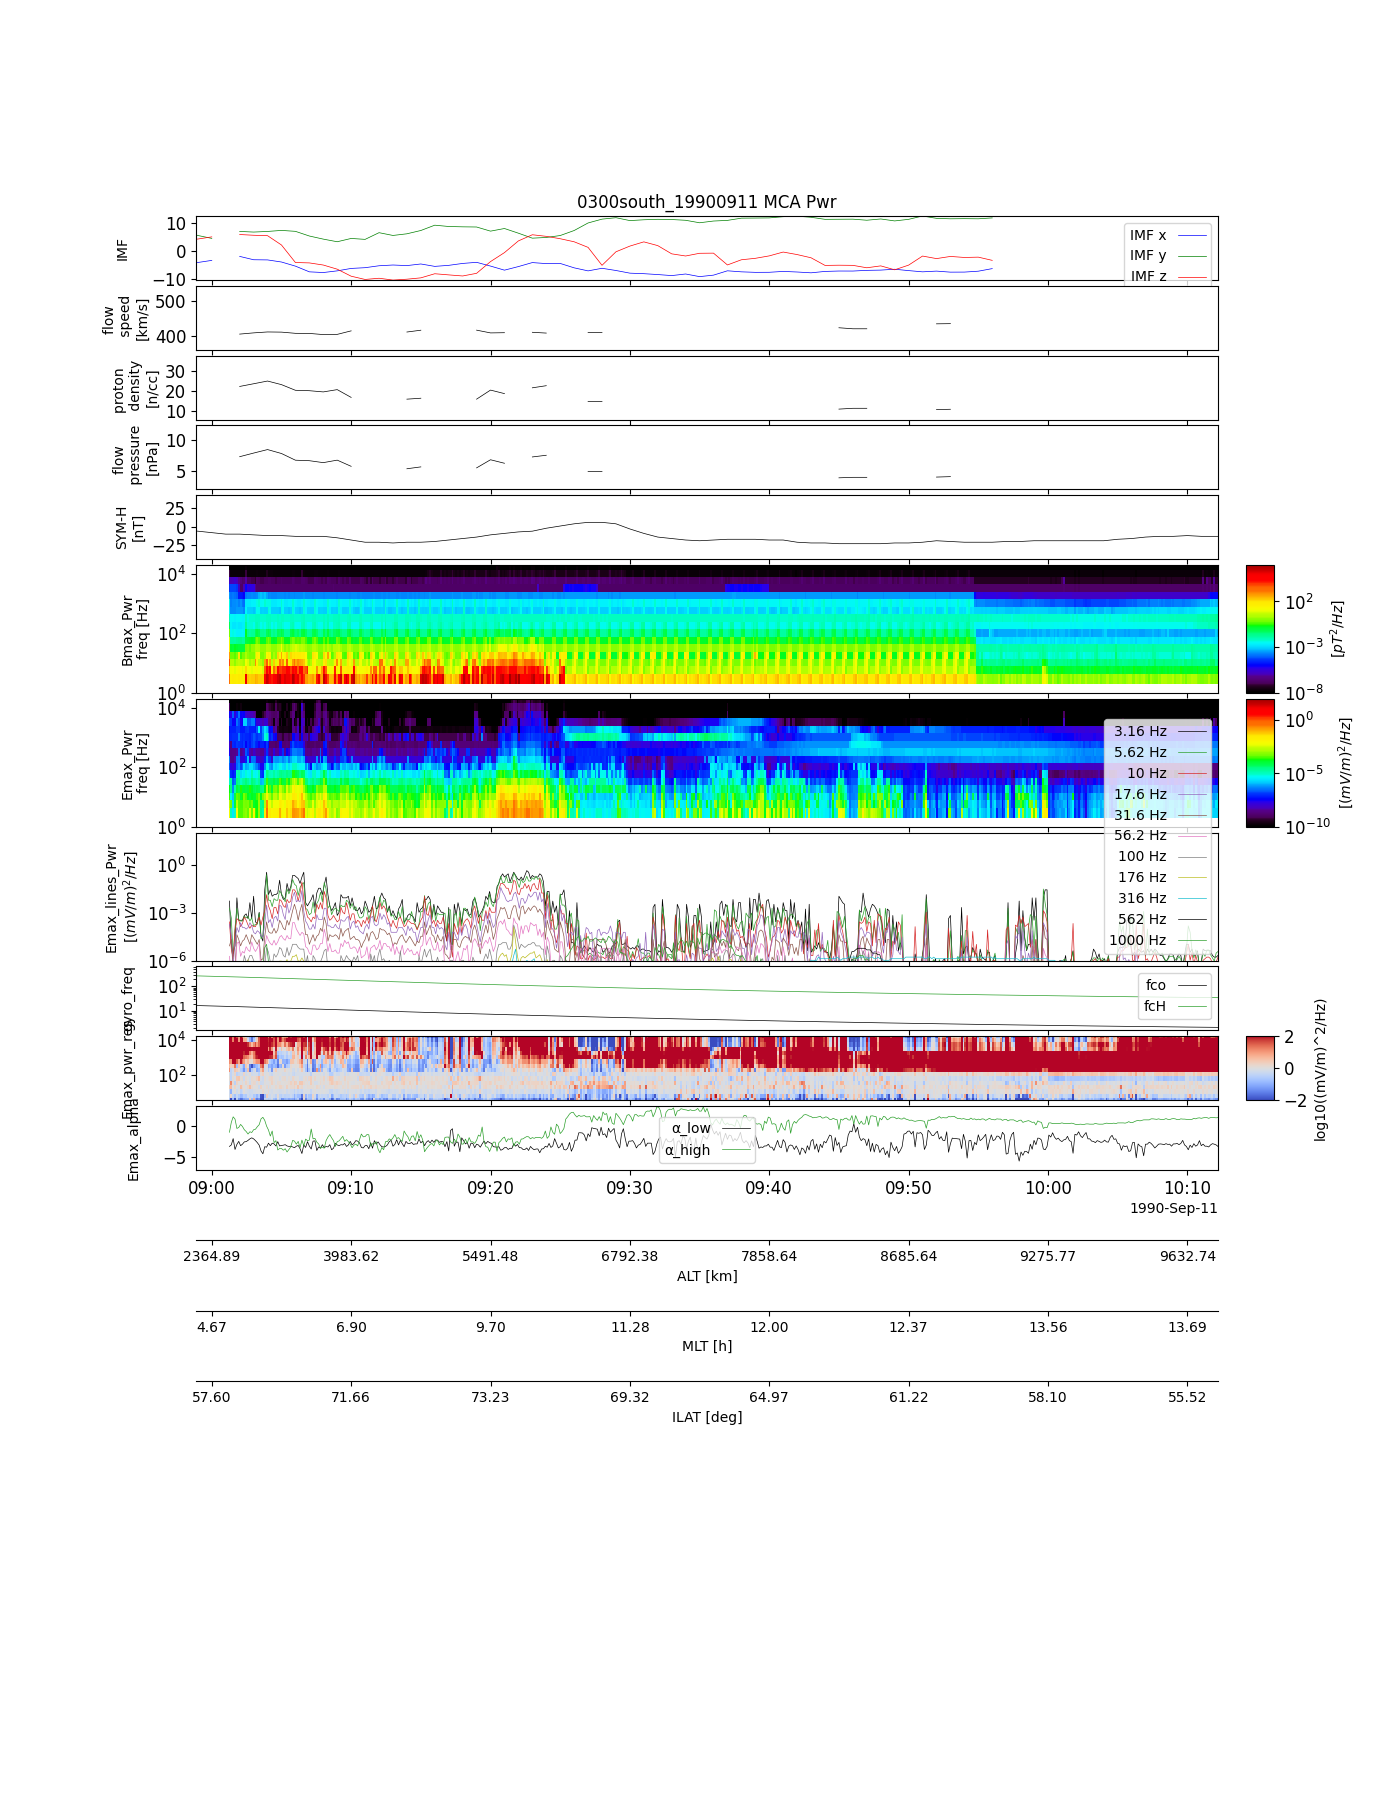 0300south_19900911 MCA Pwr
IMF
10
0
−10
IMF x
IMF y
IMF z
flow
speed
[km/s]
500
400
proton
density
[n/cc]
30
20
10
flow
pressure
[nPa]
10
5
SYM-H
[nT]
25
0
−25
Bmax_Pwr
freq [Hz]
10^4
10^2
10^0
10^2
10^−3
10^−8
[pT^2/Hz]
Emax_Pwr
freq [Hz]
10^4
10^2
10^0
10^0
10^−5
10^−10
[(mV/m)^2/Hz]
3.16 Hz
5.62 Hz
10 Hz
17.6 Hz
31.6 Hz
56.2 Hz
100 Hz
176 Hz
316 Hz
562 Hz
1000 Hz
Emax_lines_Pwr
[(mV/m)^2/Hz]
10^0
10^−3
10^−6
gyro_freq
10^2
10^1
fco
fcH
Emax_pwr_reg
10^4
10^2
2
0
−2
log10((mV/m)^2/Hz)
Emax_alpha
0
−5
α_low
α_high
09:00 09:10 09:20 09:30 09:40 09:50 10:00 10:10
1990-Sep-11
2364.89 3983.62 5491.48 6792.38 7858.64 8685.64 9275.77 9632.74
ALT [km]
4.67 6.90 9.70 11.28 12.00 12.37 13.56 13.69
MLT [h]
57.60 71.66 73.23 69.32 64.97 61.22 58.10 55.52
ILAT [deg]